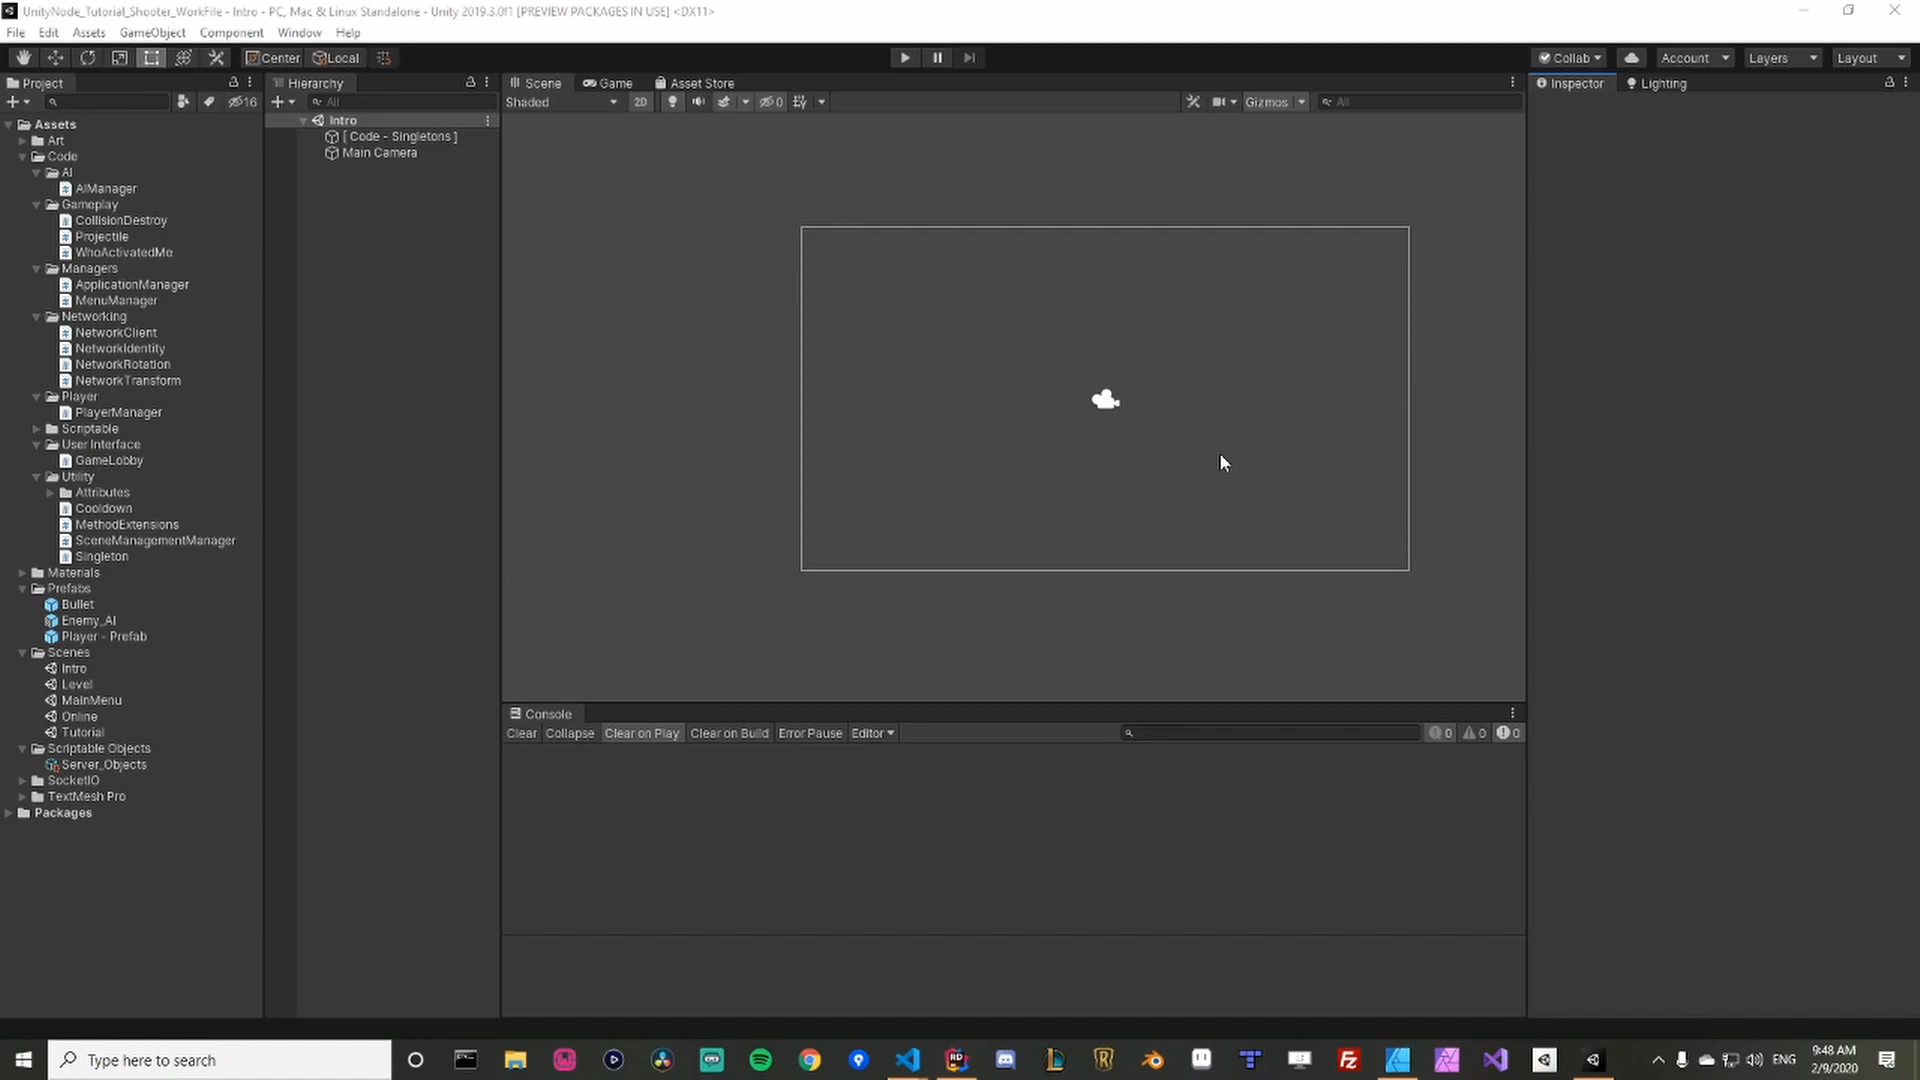 UnityNode_Tutorial_Shooter_WorkFile - Intro - PC, Mac & Linux Standalone - Unity 2019.3.0f1 [PREVIEW PACKAGES IN USE] <DX11>
File Edit Assets GameObject Component Window Help
Center Local Collab Account Layers Layout
Project Hierarchy Scene Game Asset Store Inspector Lighting
16 All Shaded 2D 0 Gizmos All
Assets
Art
Code
AI
AIManager
Gameplay
CollisionDestroy
Projectile
WhoActivatedMe
Managers
ApplicationManager
MenuManager
Networking
NetworkClient
NetworkIdentity
NetworkRotation
NetworkTransform
Player
PlayerManager
Scriptable
User Interface
GameLobby
Utility
Attributes
Cooldown
MethodExtensions
SceneManagementManager
Singleton
Materials
Prefabs
Bullet
Enemy_AI
Player - Prefab
Scenes
Intro
Level
MainMenu
Online
Tutorial
Scriptable Objects
Server_Objects
SocketIO
TextMesh Pro
Packages
Intro
[ Code - Singletons ]
Main Camera
Console
Clear Collapse Clear on Play Clear on Build Error Pause Editor 0 0 0
Type here to search
RD
R
Fz
ENG
9:48 AM
2/9/2020